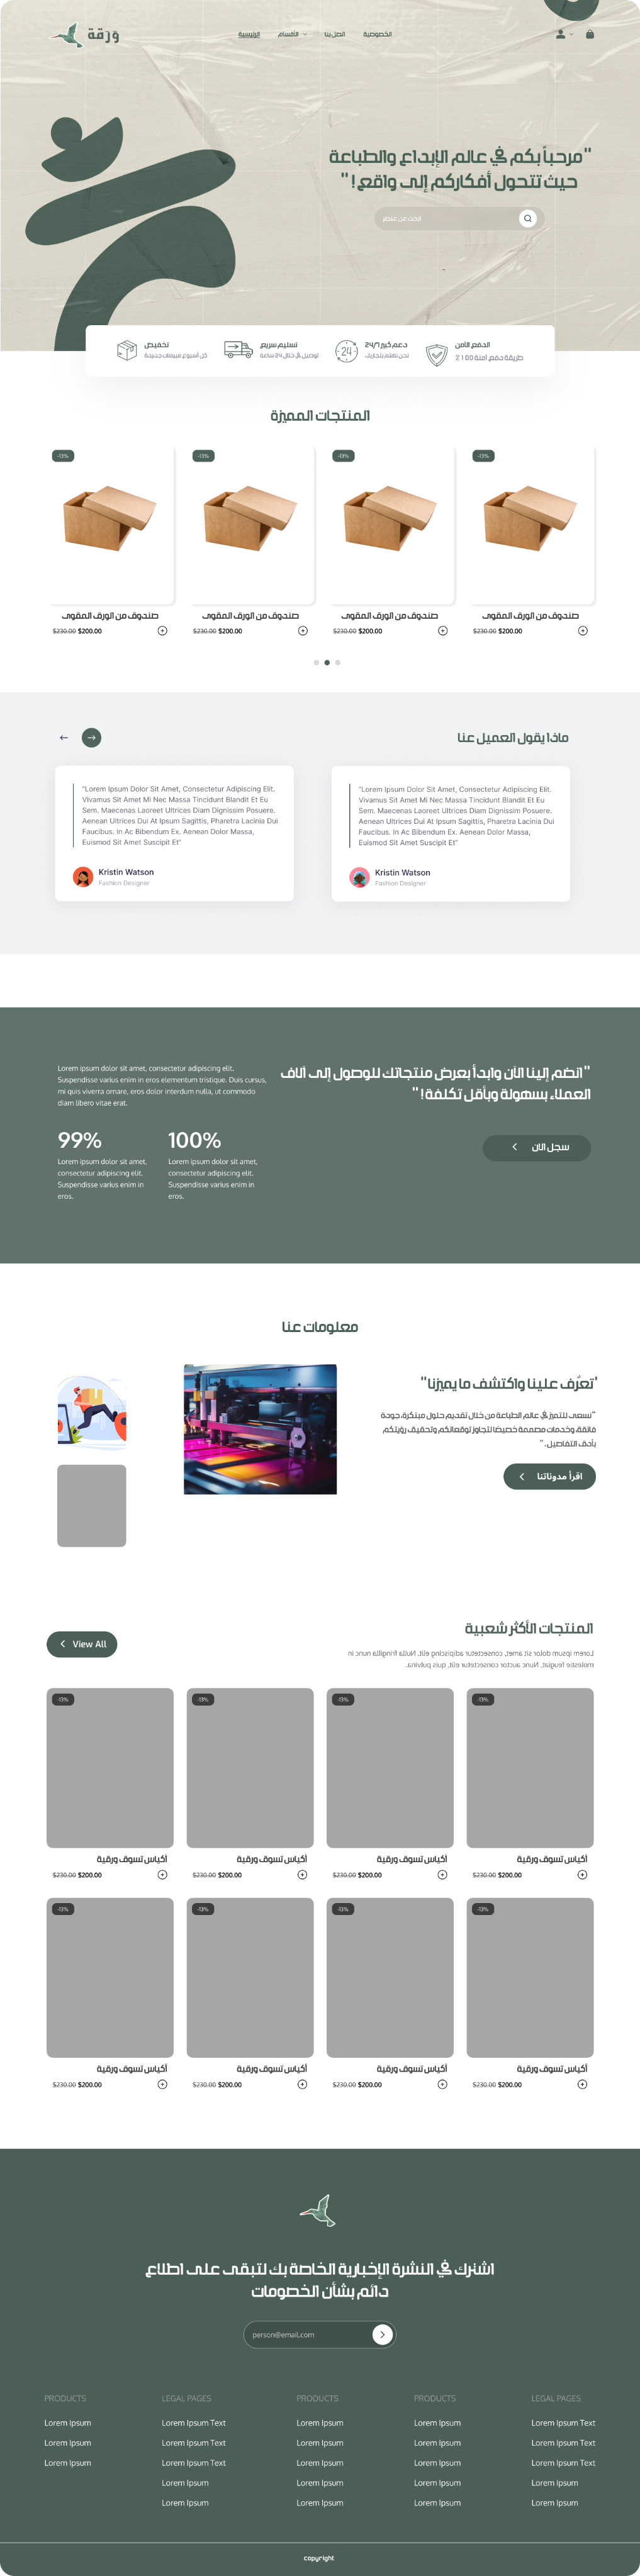 وَرَقة
الرئيسية
الأقسام
اتصل بنا
الخصوصية
"مرحباً بكم في عالم الإبداع والطباعة
حيث تتحول أفكاركم إلى واقع!"
ابحث عن عناصر
الدفع الآمن
طريقة دفع آمنة 100 ٪
دعم كبير 24/7
نحن نهتم بتجاربك.
24
تسليم سريع
توصيل في خلال 24 ساعة
تخفيض
كل أسبوع مبيعات جديدة
المنتجات المميزة
-13%
-13%
-13%
-13%
صندوق من الورق المقوى
صندوق من الورق المقوى
صندوق من الورق المقوى
صندوق من الورق المقوى
$230.00 $200.00
$230.00 $200.00
$230.00 $200.00
$230.00 $200.00
ماذا يقول العميل عنا
"Lorem Ipsum Dolor Sit Amet, Consectetur Adipiscing Elit.
Vivamus Sit Amet Mi Nec Massa Tincidunt Blandit Et Eu
Sem. Maecenas Laoreet Ultrices Diam Dignissim Posuere.
Aenean Ultrices Dui At Ipsum Sagittis, Pharetra Lacinia Dui
Faucibus. In Ac Bibendum Ex. Aenean Dolor Massa,
Euismod Sit Amet Suscipit Et"
Kristin Watson
Fashion Designer
"Lorem Ipsum Dolor Sit Amet, Consectetur Adipiscing Elit.
Vivamus Sit Amet Mi Nec Massa Tincidunt Blandit Et Eu
Sem. Maecenas Laoreet Ultrices Diam Dignissim Posuere.
Aenean Ultrices Dui At Ipsum Sagittis, Pharetra Lacinia Dui
Faucibus. In Ac Bibendum Ex. Aenean Dolor Massa,
Euismod Sit Amet Suscipit Et"
Kristin Watson
Fashion Designer
"انضم إلينا الآن وابدأ بعرض منتجاتك للوصول إلى آلاف
العملاء بسهولة وبأقل تكلفة!"
سجل الآن
Lorem ipsum dolor sit amet, consectetur adipiscing elit.
Suspendisse varius enim in eros elementum tristique. Duis cursus,
mi quis viverra ornare, eros dolor interdum nulla, ut commodo
diam libero vitae erat.
99%
Lorem ipsum dolor sit amet,
consectetur adipiscing elit.
Suspendisse varius enim in
eros.
100%
Lorem ipsum dolor sit amet,
consectetur adipiscing elit.
Suspendisse varius enim in
eros.
معلومات عنا
"تعرّف علينا واكتشف ما يميزنا"
"نسعى للتميز في عالم الطباعة من خلال تقديم حلول مبتكرة، جودة
فائقة، وخدمات مصممة خصيصًا لتجاوز توقعاتكم وتحقيق رؤيتكم
بأدق التفاصيل."
اقرأ مدوناتنا
المنتجات الأكثر شعبية
Lorem ipsum dolor sit amet, consectetur adipiscing elit. Nulla fringilla nunc in
molestie feugiat. Nunc auctor consectetur elit, quis pulvina.
View All
-13%
-13%
-13%
-13%
أكياس تسوق ورقية
أكياس تسوق ورقية
أكياس تسوق ورقية
أكياس تسوق ورقية
$230.00 $200.00
$230.00 $200.00
$230.00 $200.00
$230.00 $200.00
-13%
-13%
-13%
-13%
أكياس تسوق ورقية
أكياس تسوق ورقية
أكياس تسوق ورقية
أكياس تسوق ورقية
$230.00 $200.00
$230.00 $200.00
$230.00 $200.00
$230.00 $200.00
اشترك في النشرة الإخبارية الخاصة بك لتبقى على اطلاع
دائم بشأن الخصومات
person@email.com
PRODUCTS
Lorem Ipsum
Lorem Ipsum
Lorem Ipsum
LEGAL PAGES
Lorem Ipsum Text
Lorem Ipsum Text
Lorem Ipsum Text
Lorem Ipsum
Lorem Ipsum
PRODUCTS
Lorem Ipsum
Lorem Ipsum
Lorem Ipsum
Lorem Ipsum
Lorem Ipsum
PRODUCTS
Lorem Ipsum
Lorem Ipsum
Lorem Ipsum
Lorem Ipsum
Lorem Ipsum
LEGAL PAGES
Lorem Ipsum Text
Lorem Ipsum Text
Lorem Ipsum Text
Lorem Ipsum
Lorem Ipsum
copyright